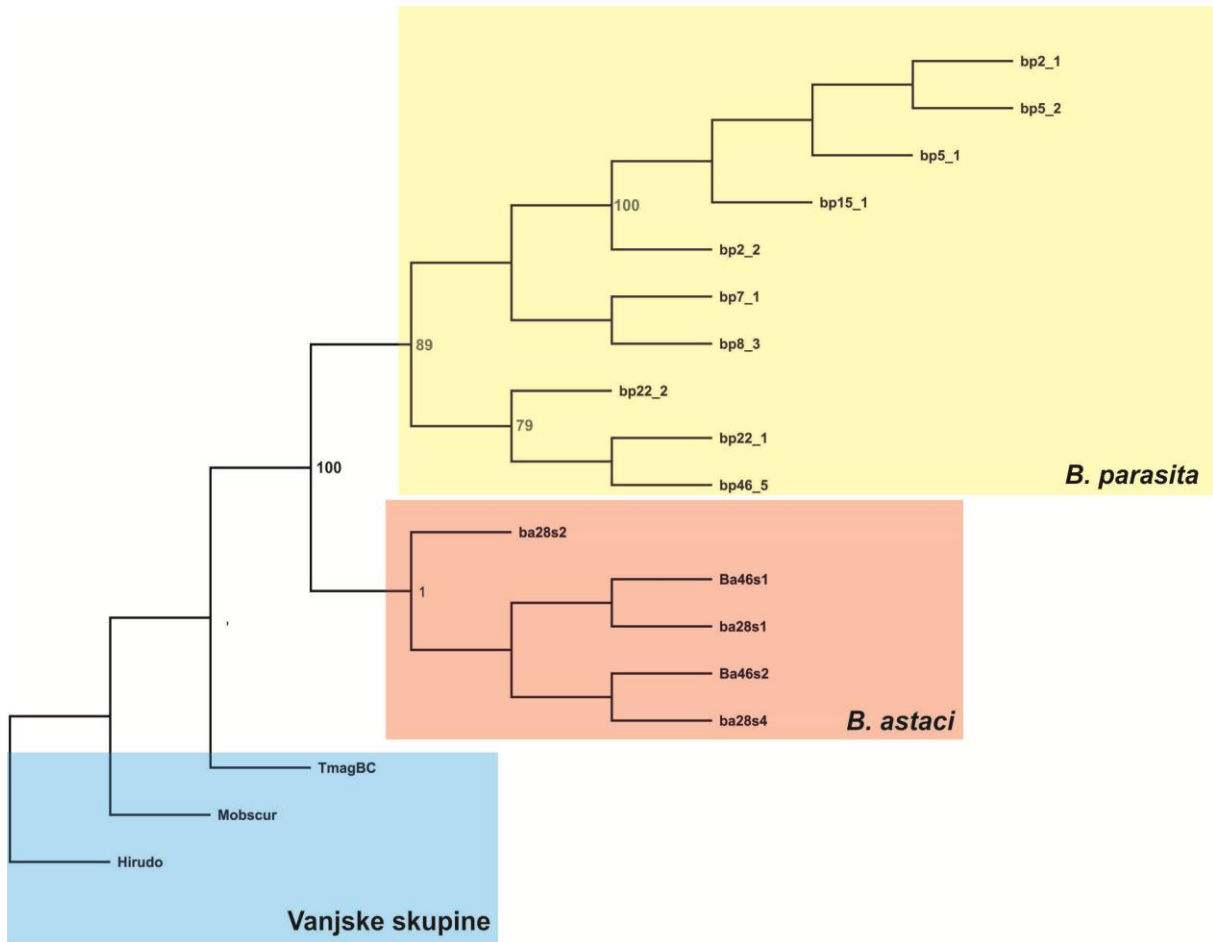 bp2_1
bp5_2
bp5_1
bp15_1
100
bp2_2
bp7_1
bp8_3
89
bp22_2
79
bp22_1
100
bp46_5
B. parasita
ba28s2
Ba46s1
1
ba28s1
,
Ba46s2
ba28s4
B. astaci
TmagBC
Mobscur
Hirudo
Vanjske skupine